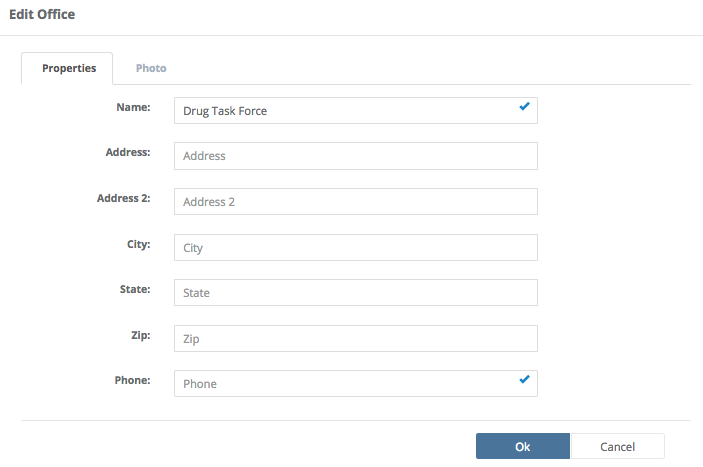 Edit Office
Properties Photo
Name: Drug Task Force
Address: Address
Address 2: Address 2
City: City
State: State
Zip: Zip
Phone: Phone
Ok Cancel